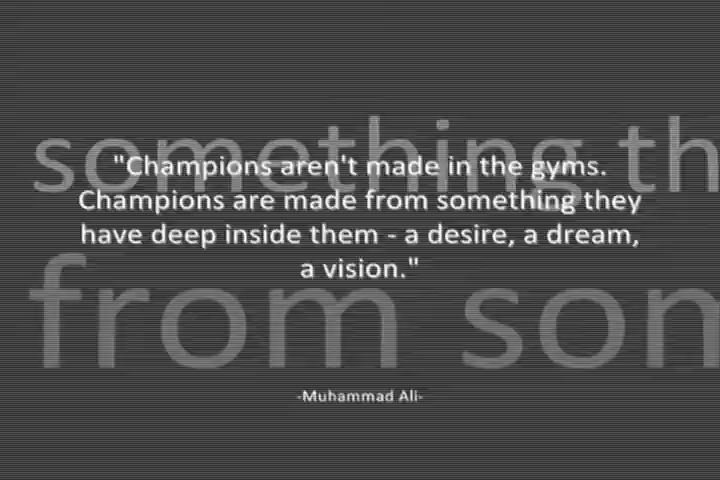 something th
"Champions aren't made in the gyms.
Champions are made from something they
have deep inside them - a desire, a dream,
a vision."
from som
-Muhammad Ali-